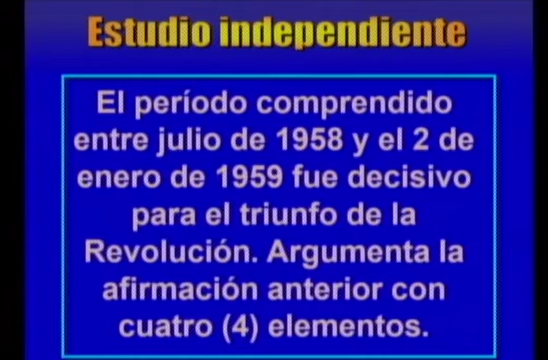 Estudio independiente
El período comprendido
entre julio de 1958 y el 2 de
enero de 1959 fue decisivo
para el triunfo de la
Revolución. Argumenta la
afirmación anterior con
cuatro (4) elementos.